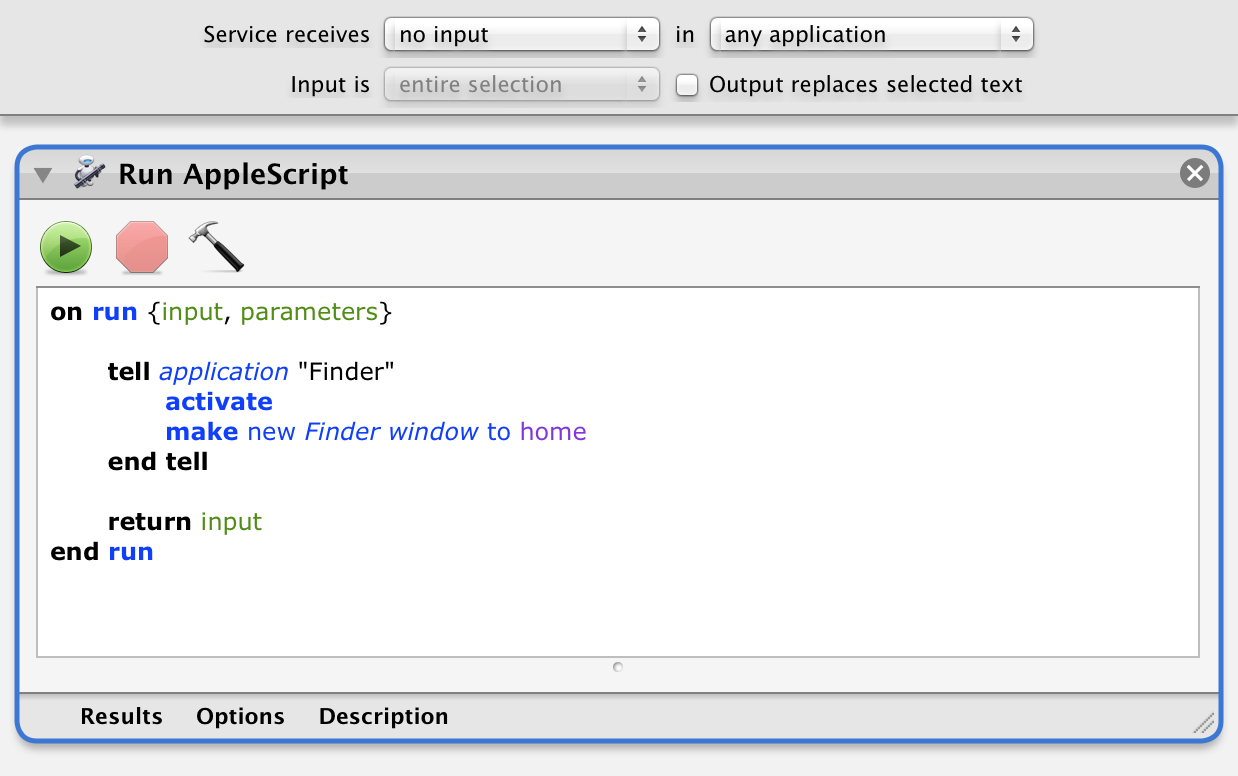 Service receives no input in any application
Input is entire selection Output replaces selected text
Run AppleScript
on run {input, parameters}
tell application "Finder"
activate
make new Finder window to home
end tell
return input
end run
Results Options Description